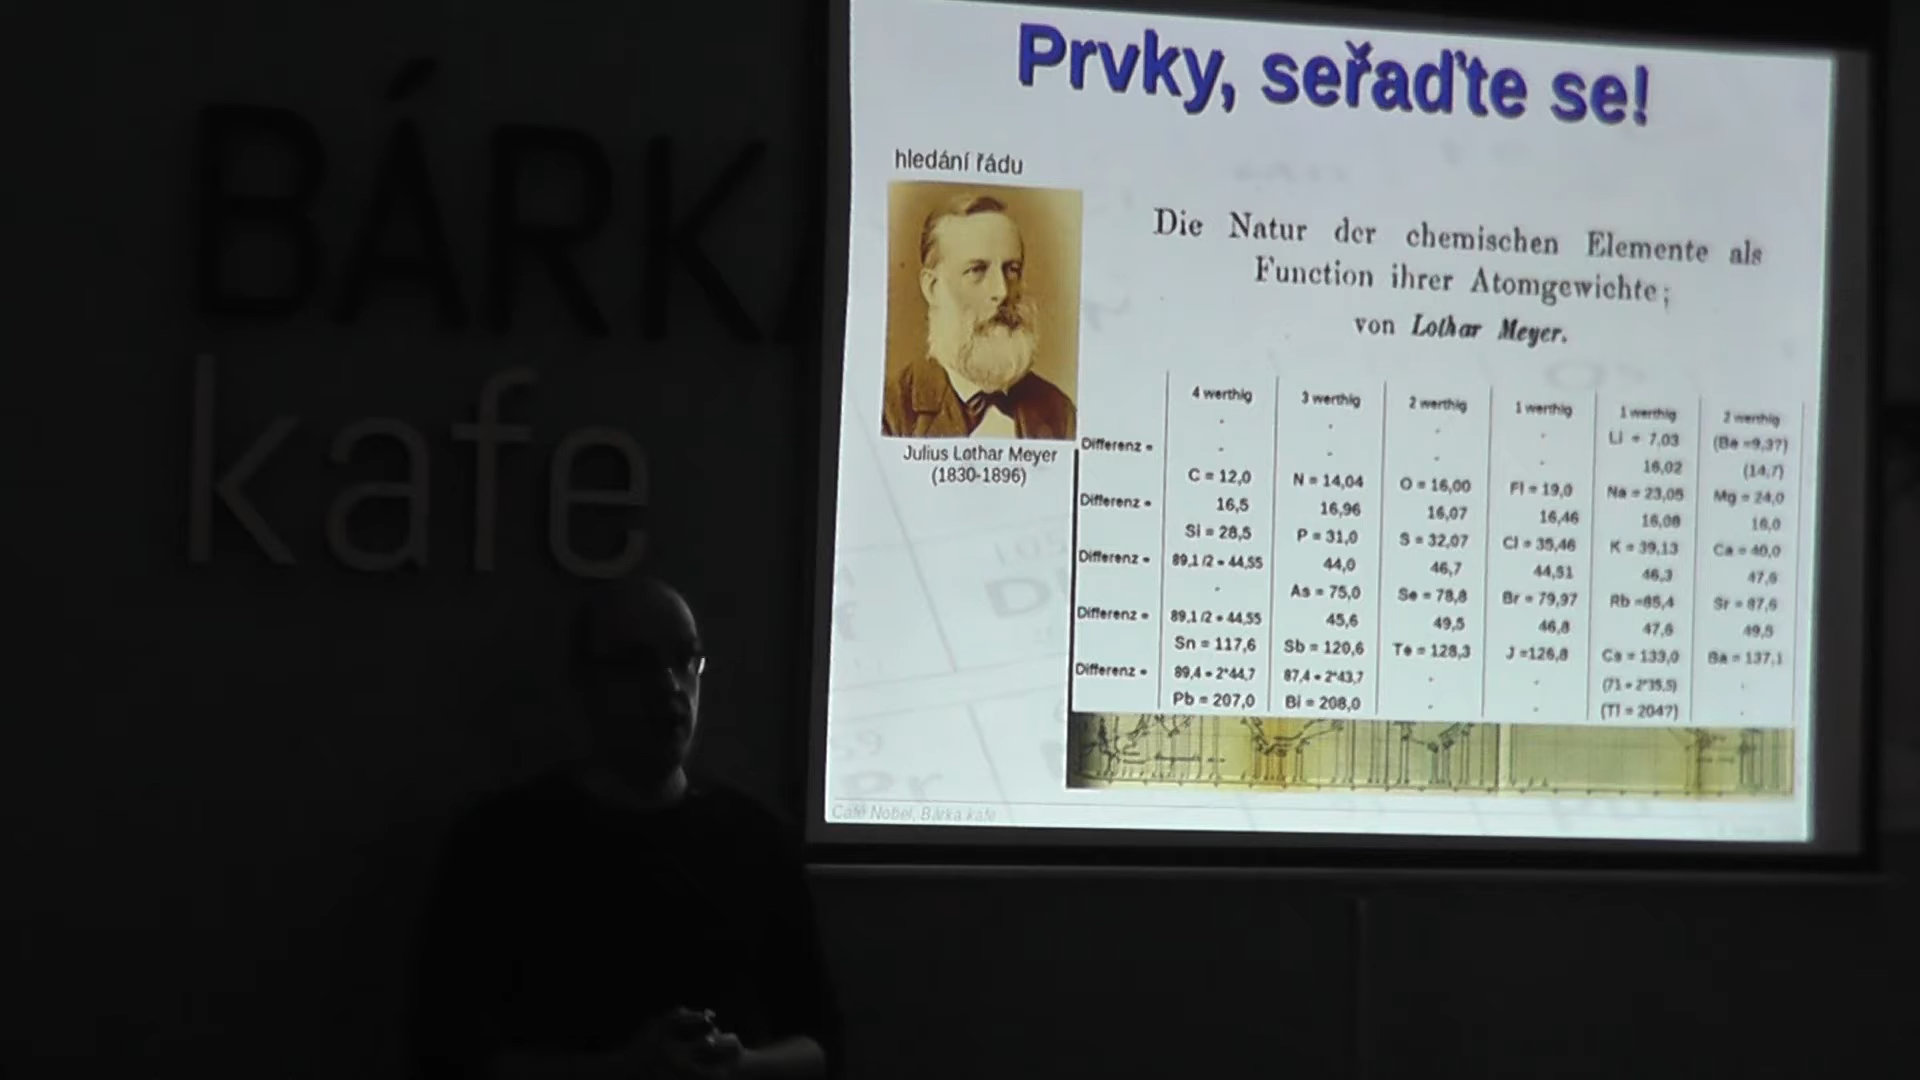 BÁRKA
kafe
Prvky, seřaďte se!
hledání řádu
Julius Lothar Meyer
(1830-1896)
Die Natur der chemischen Elemente als
Function ihrer Atomgewichte;
von Lothar Meyer.
4 werthig 3 werthig 2 werthig 1 werthig 1 werthig 2 werthig
Li = 7,03 (Be =9,3?)
Differenz = 16,02 (14,7)
C = 12,0 N = 14,04 O = 16,00 Fl = 19,0 Na = 23,05 Mg = 24,0
Differenz = 16,5 16,96 16,07 16,46 16,08 16,0
Si = 28,5 P = 31,0 S = 32,07 Cl = 35,46 K = 39,13 Ca = 40,0
Differenz = 89,1 /2 = 44,55 44,0 46,7 44,51 46,3 47,6
As = 75,0 Se = 78,8 Br = 79,97 Rb =85,4 Sr = 87,6
Differenz = 89,1 /2 = 44,55 45,6 49,5 46,8 47,6 49,5
Sn = 117,6 Sb = 120,6 Te = 128,3 J =126,8 Cs = 133,0 Ba = 137,1
Differenz = 89,4 = 2*44,7 87,4 = 2*43,7 (71 = 2*35,5)
Pb = 207,0 Bi = 208,0 (Tl = 204?)
Café Nobel, Bárka kafe